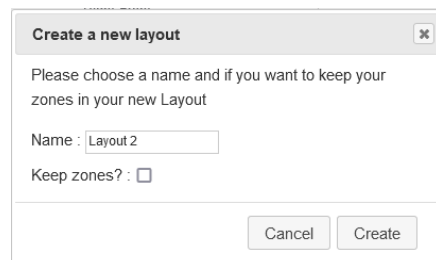 Create a new layout
Please choose a name and if you want to keep your
zones in your new Layout
Name : Layout 2
Keep zones? :
Cancel Create